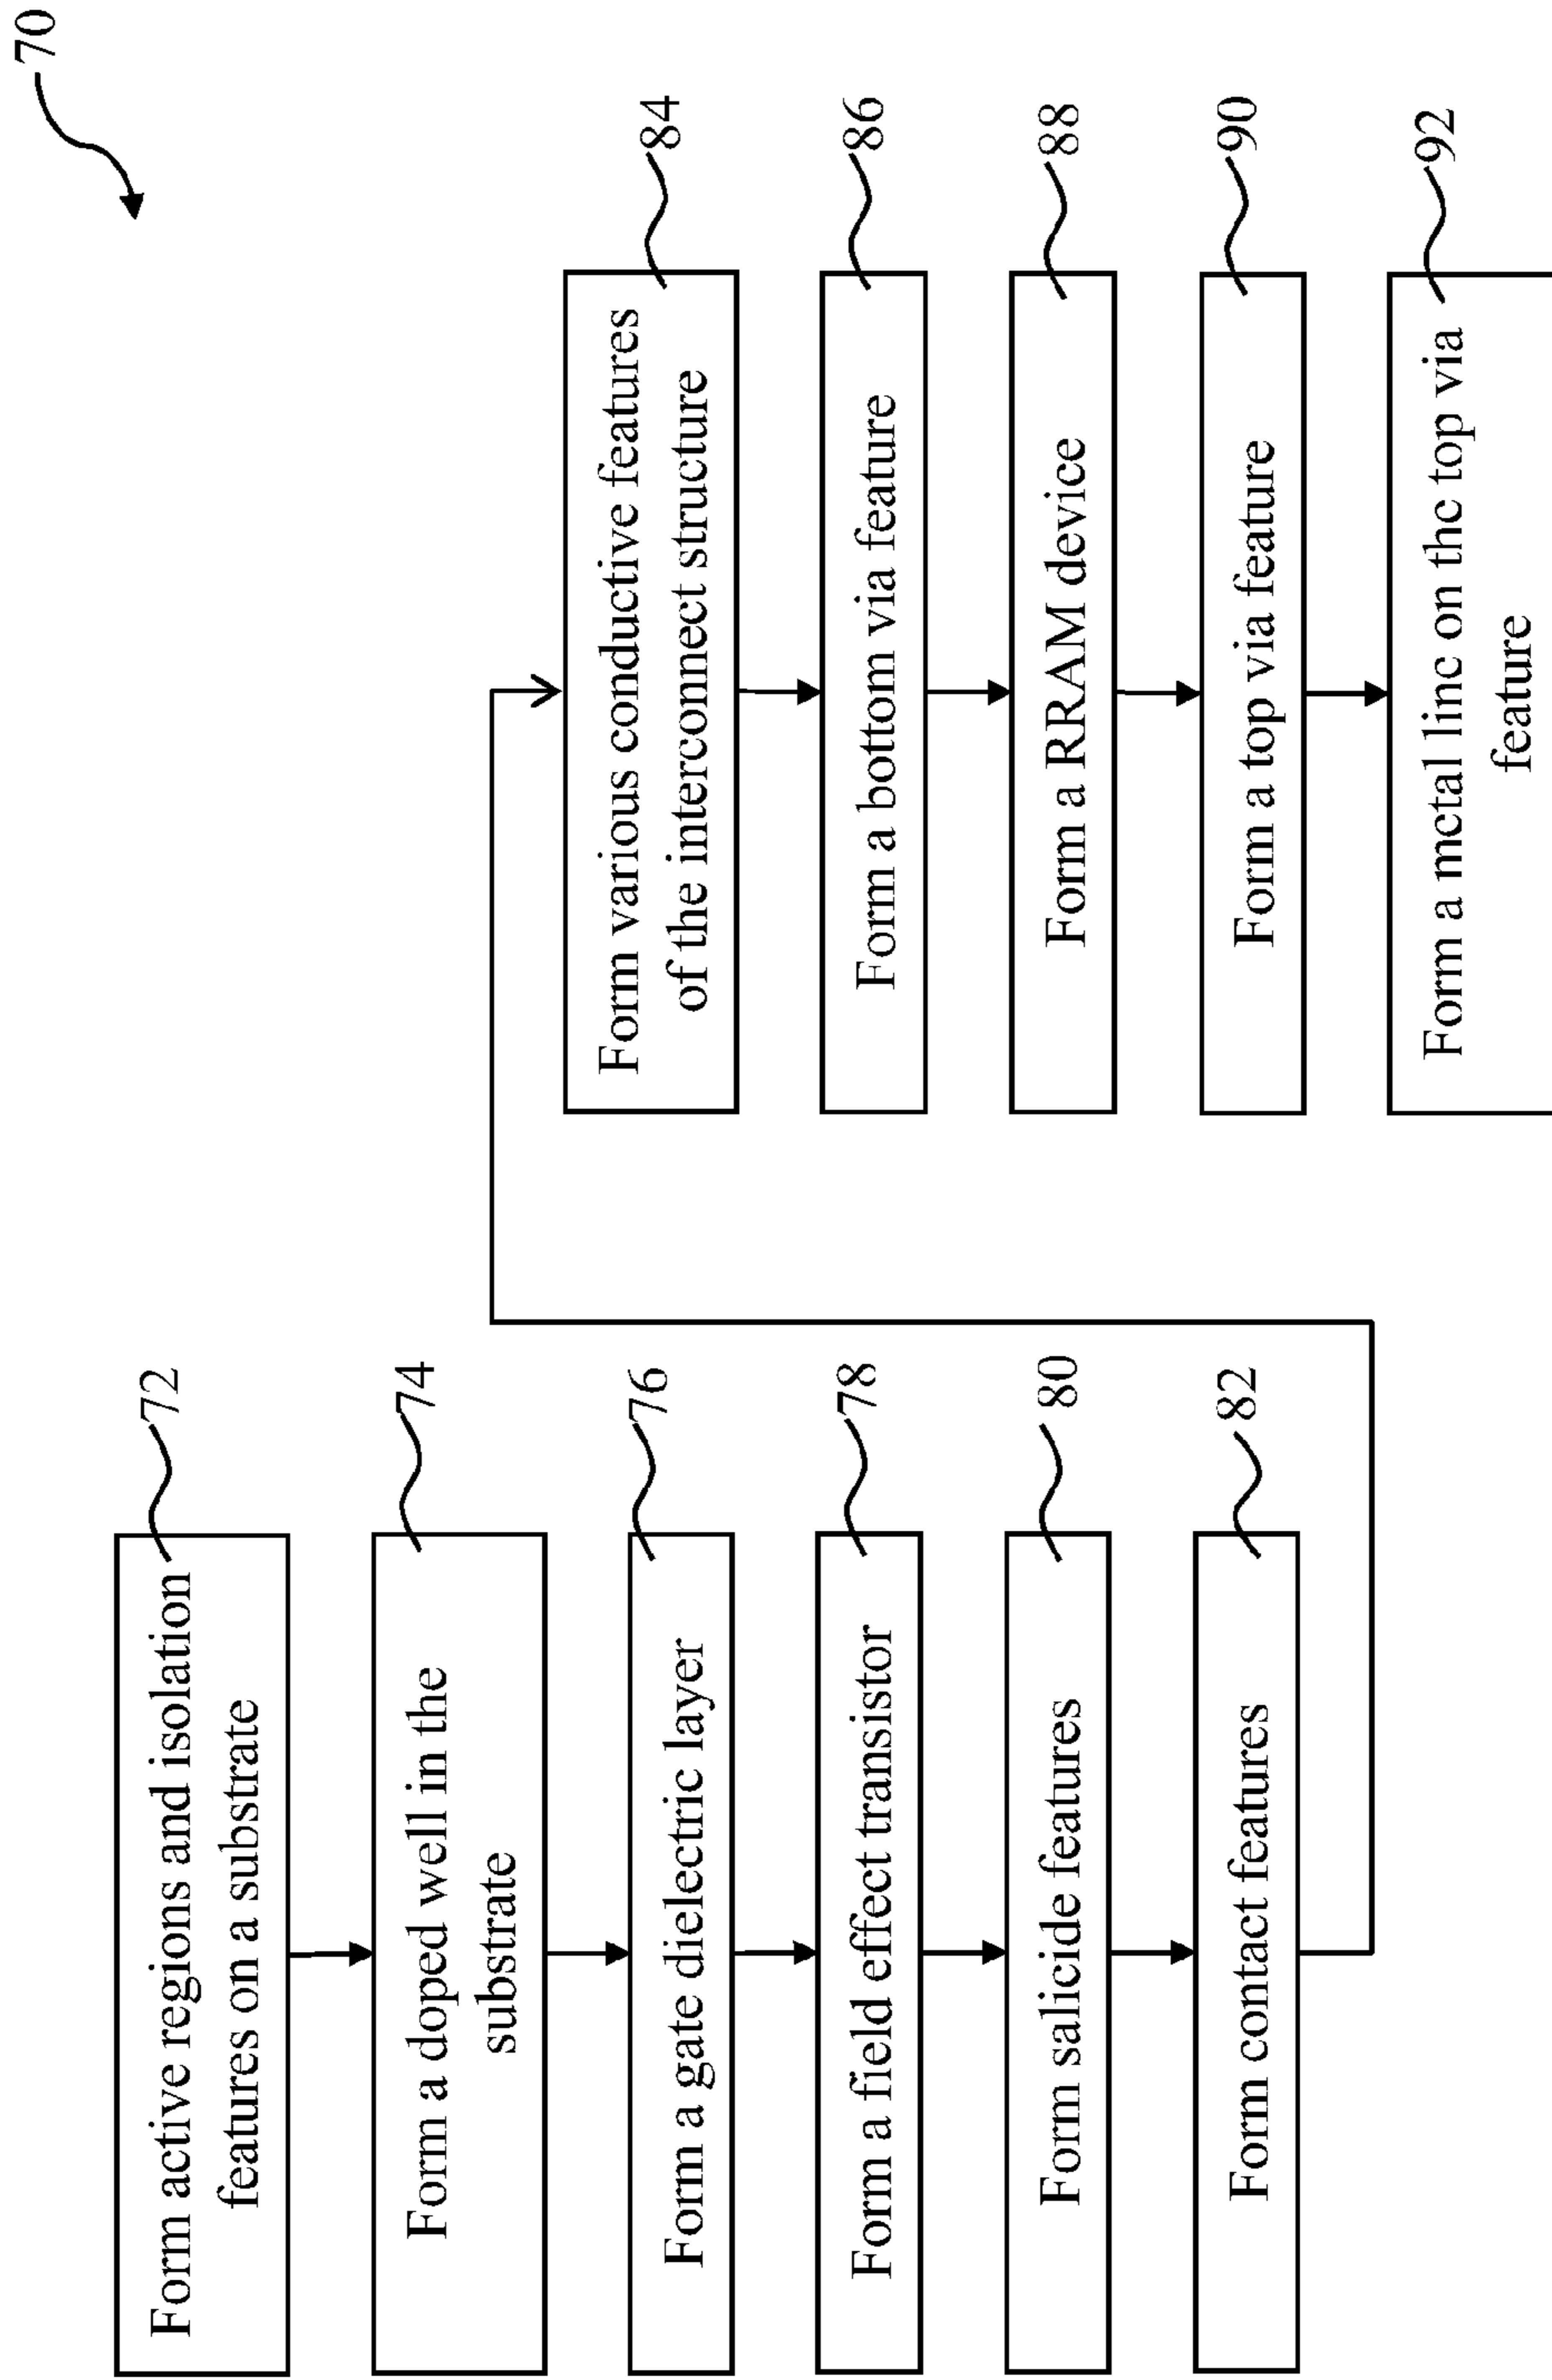 70
Form active regions and isolation
features on a substrate
72
Form a doped well in the
substrate
74
Form a gate dielectric layer
76
Form a field effect transistor
78
Form salicide features
80
Form contact features
82
Form various conductive features
of the interconnect structure
84
Form a bottom via feature
86
Form a RRAM device
88
Form a top via feature
90
Form a metal line on the top via
feature
92